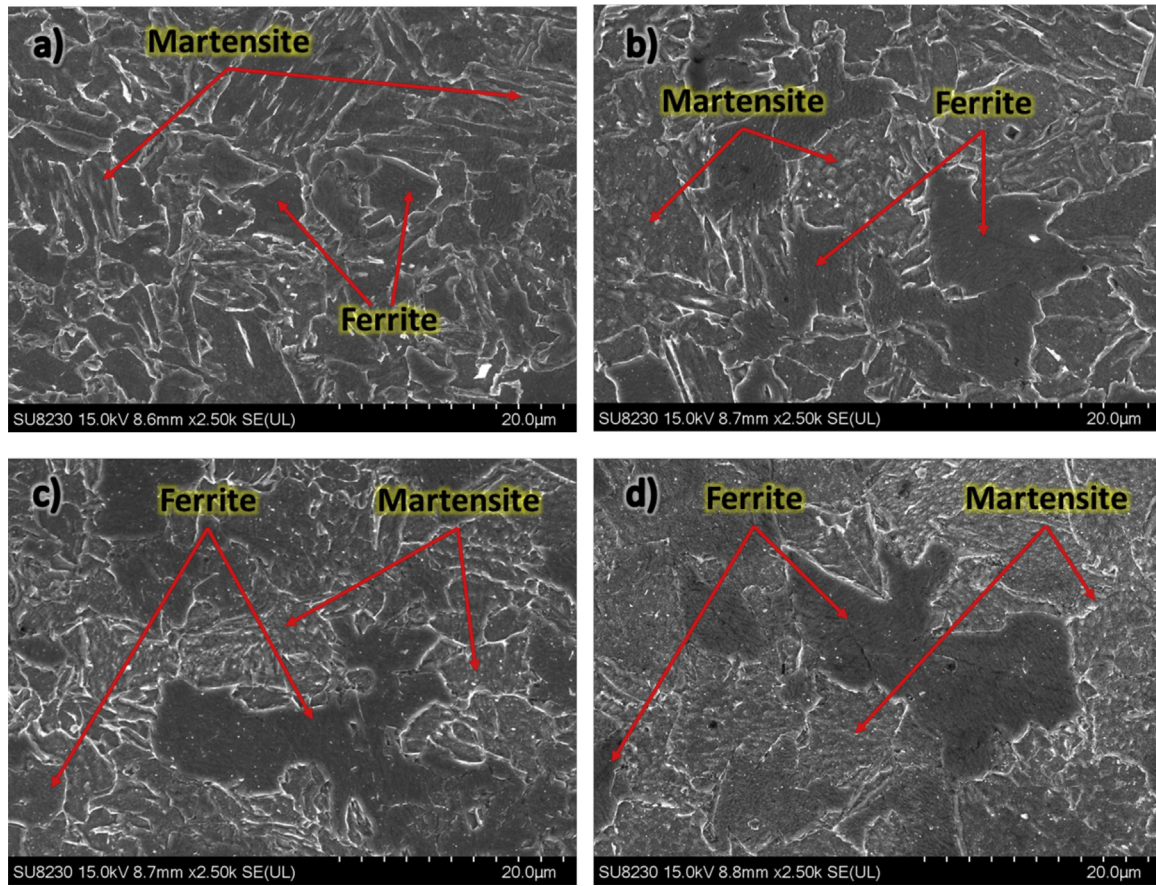 a)
Martensite
Ferrite
SU8230 15.0kV 8.6mm x2.50k SE(UL) 20.0µm
b)
Martensite Ferrite
SU8230 15.0kV 8.7mm x2.50k SE(UL) 20.0µm
c)
Ferrite Martensite
SU8230 15.0kV 8.7mm x2.50k SE(UL) 20.0µm
d)
Ferrite Martensite
SU8230 15.0kV 8.8mm x2.50k SE(UL) 20.0µm